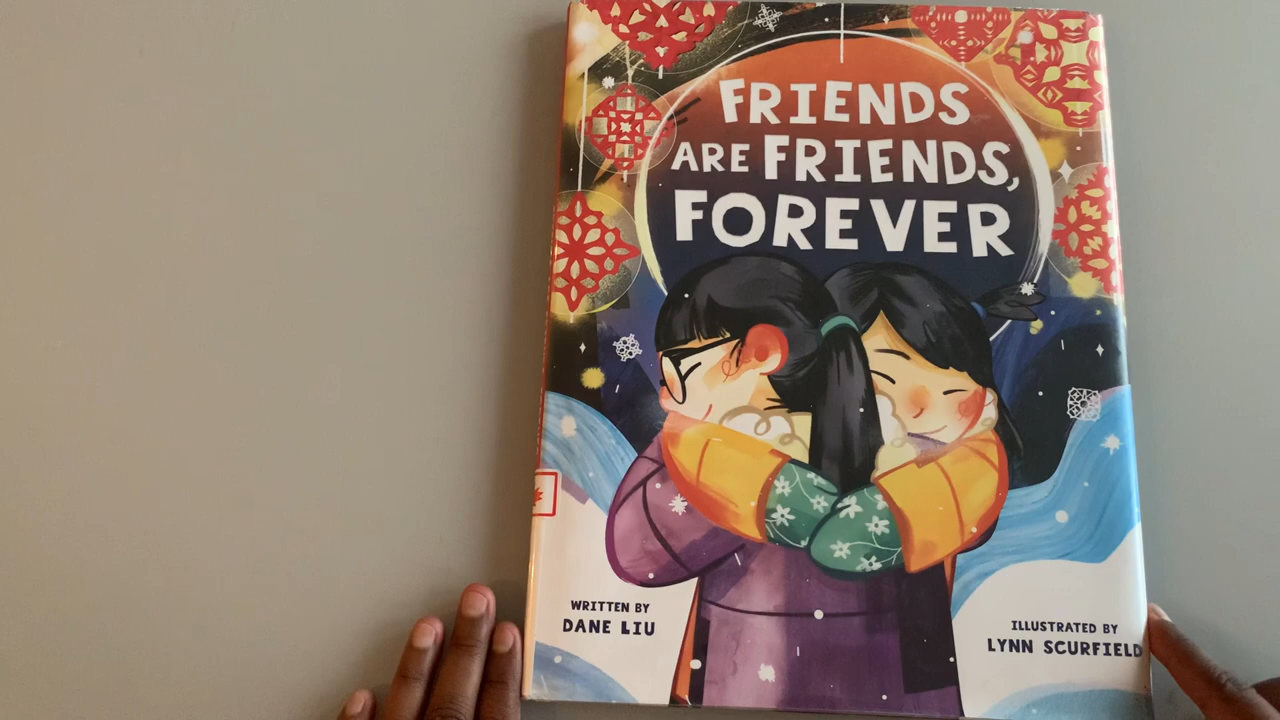 FRIENDS
ARE FRIENDS,
FOREVER
WRITTEN BY
DANE LIU
ILLUSTRATED BY
LYNN SCURFIELD